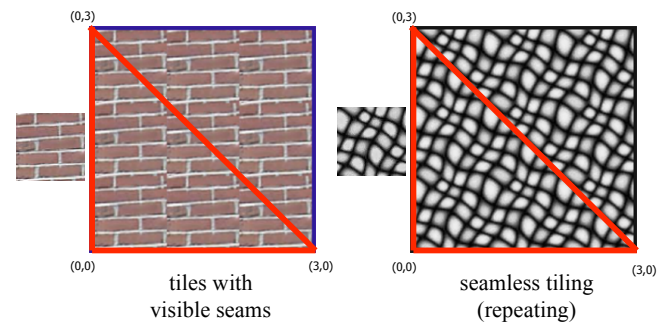 (0,3)
(0,3)
(0,0)
(3,0)
(0,0)
(3,0)
tiles with
visible seams
seamless tiling
(repeating)